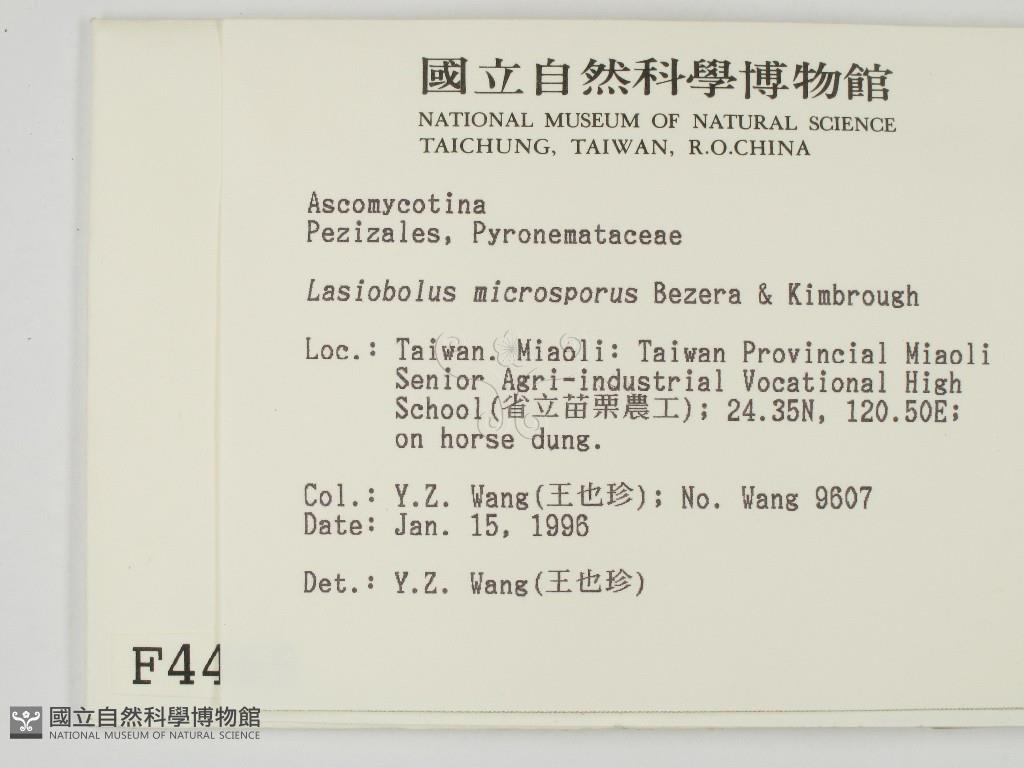 國立自然科學博物館
NATIONAL MUSEUM OF NATURAL SCIENCE
TAICHUNG, TAIWAN, R.O.CHINA
Ascomycotina
Pezizales, Pyronemataceae
Lasiobolus microsporus Bezera & Kimbrough
Loc.: Taiwan. Miaoli: Taiwan Provincial Miaoli
Senior Agri-industrial Vocational High
School(省立苗栗農工); 24.35N, 120.50E;
on horse dung.
Col.: Y.Z. Wang(王也珍); No. Wang 9607
Date: Jan. 15, 1996
Det.: Y.Z. Wang(王也珍)
F44
國立自然科學博物館
NATIONAL MUSEUM OF NATURAL SCIENCE